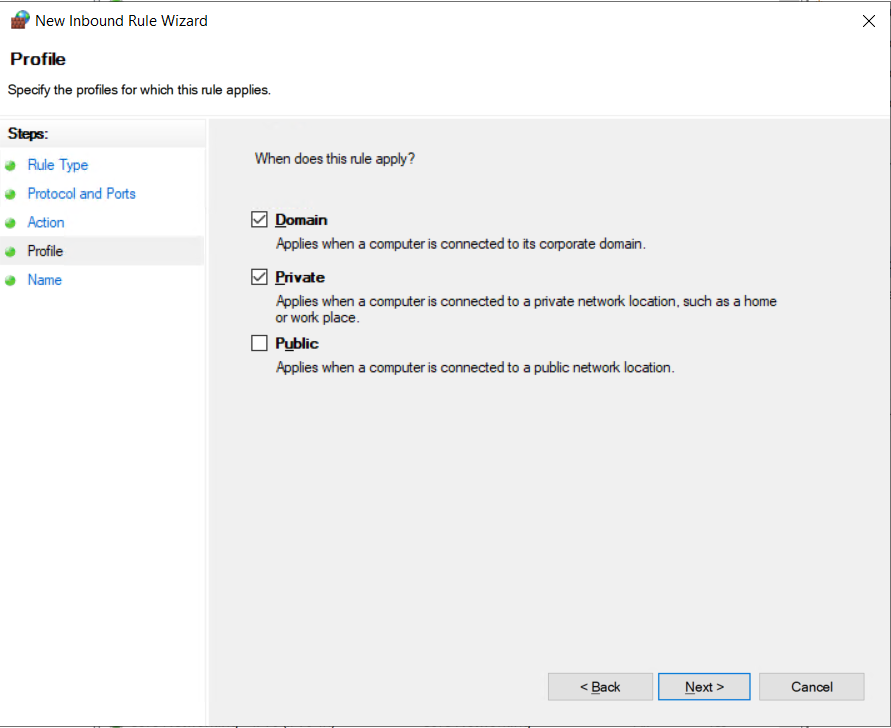 New Inbound Rule Wizard
Profile
Specify the profiles for which this rule applies.
Steps:
Rule Type
Protocol and Ports
Action
Profile
Name
When does this rule apply?
Domain
Applies when a computer is connected to its corporate domain.
Private
Applies when a computer is connected to a private network location, such as a home
or work place.
Public
Applies when a computer is connected to a public network location.
< Back
Next >
Cancel